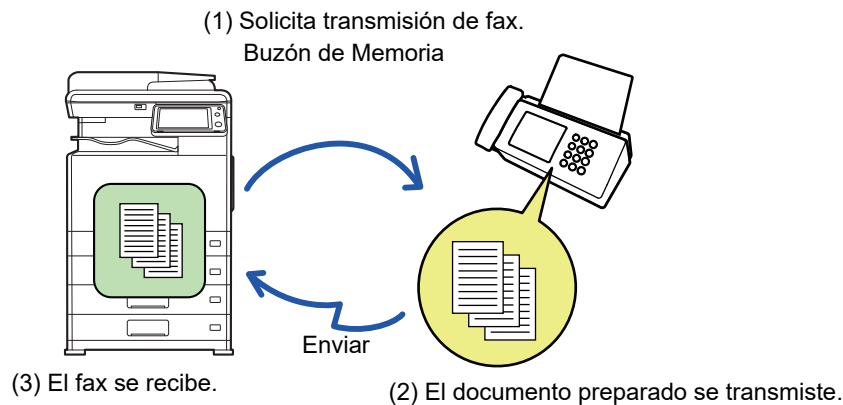 (1) Solicita transmisión de fax.
Buzón de Memoria
Enviar
(3) El fax se recibe.
(2) El documento preparado se transmiste.